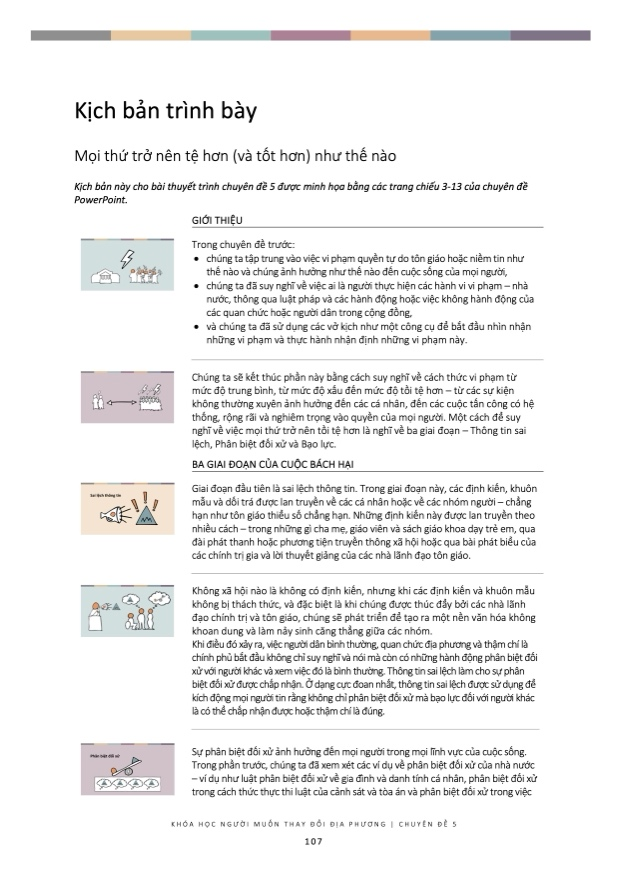 Kịch bản trình bày
Mọi thứ trở nên tệ hơn (và tốt hơn) như thế nào
Kịch bản này cho bài thuyết trình chuyên đề 5 được minh họa bằng các trang chiếu 3-13 của chuyên đề
PowerPoint.
GIỚI THIỆU
Trong chuyên đề trước:
• chúng ta tập trung vào việc vi phạm quyền tự do tôn giáo hoặc niềm tin như
thế nào và chúng ảnh hưởng như thế nào đến cuộc sống của mọi người,
• chúng ta đã suy nghĩ về việc ai là người thực hiện các hành vi vi phạm – nhà
nước, thông qua luật pháp và các hành động hoặc việc không hành động của
các quan chức hoặc người dân trong cộng đồng,
• và chúng ta đã sử dụng các vở kịch như một công cụ để bắt đầu nhìn nhận
những vi phạm và thực hành nhận định những vi phạm này.
Chúng ta sẽ kết thúc phần này bằng cách suy nghĩ về cách thức vi phạm từ
mức độ trung bình, từ mức độ xấu đến mức độ tồi tệ hơn – từ các sự kiện
không thường xuyên ảnh hưởng đến các cá nhân, đến các cuộc tấn công có hệ
thống, rộng rãi và nghiêm trọng vào quyền của mọi người. Một cách để suy
nghĩ về việc mọi thứ trở nên tồi tệ hơn là nghĩ về ba giai đoạn – Thông tin sai
lệch, Phân biệt đối xử và Bạo lực.
BA GIAI ĐOẠN CỦA CUỘC BÁCH HẠI
Sai lệch thông tin
Giai đoạn đầu tiên là sai lệch thông tin. Trong giai đoạn này, các định kiến, khuôn
mẫu và dối trá được lan truyền về các cá nhân hoặc về các nhóm người – chẳng
hạn như tôn giáo thiểu số chẳng hạn. Những định kiến này được lan truyền theo
nhiều cách – trong những gì cha mẹ, giáo viên và sách giáo khoa dạy trẻ em, qua
đài phát thanh hoặc phương tiện truyền thông xã hội hoặc qua bài phát biểu của
các chính trị gia và lời thuyết giảng của các nhà lãnh đạo tôn giáo.
Không xã hội nào là không có định kiến, nhưng khi các định kiến và khuôn mẫu
không bị thách thức, và đặc biệt là khi chúng được thúc đẩy bởi các nhà lãnh
đạo chính trị và tôn giáo, chúng sẽ phát triển để tạo ra một nền văn hóa không
khoan dung và làm nảy sinh căng thẳng giữa các nhóm.
Khi điều đó xảy ra, việc người dân bình thường, quan chức địa phương và thậm chí là
chính phủ bắt đầu không chỉ suy nghĩ và nói mà còn có những hành động phân biệt đối
xử với người khác và xem việc đó là bình thường. Thông tin sai lệch làm cho sự phân
biệt đối xử được chấp nhận. Ở dạng cực đoan nhất, thông tin sai lệch được sử dụng để
kích động mọi người tin rằng không chỉ phân biệt đối xử mà bạo lực đối với người khác
là có thể chấp nhận được hoặc thậm chí là đúng.
Phân biệt đối xử
Sự phân biệt đối xử ảnh hưởng đến mọi người trong mọi lĩnh vực của cuộc sống.
Trong phần trước, chúng ta đã xem xét các ví dụ về phân biệt đối xử của nhà nước
– ví dụ như luật phân biệt đối xử về gia đình và danh tính cá nhân, phân biệt đối xử
trong cách thức thực thi luật của cảnh sát và tòa án và phân biệt đối xử trong việc
KHÓA HỌC NGƯỜI MUỐN THAY ĐỔI ĐỊA PHƯƠNG | CHUYÊN ĐỀ 5
107